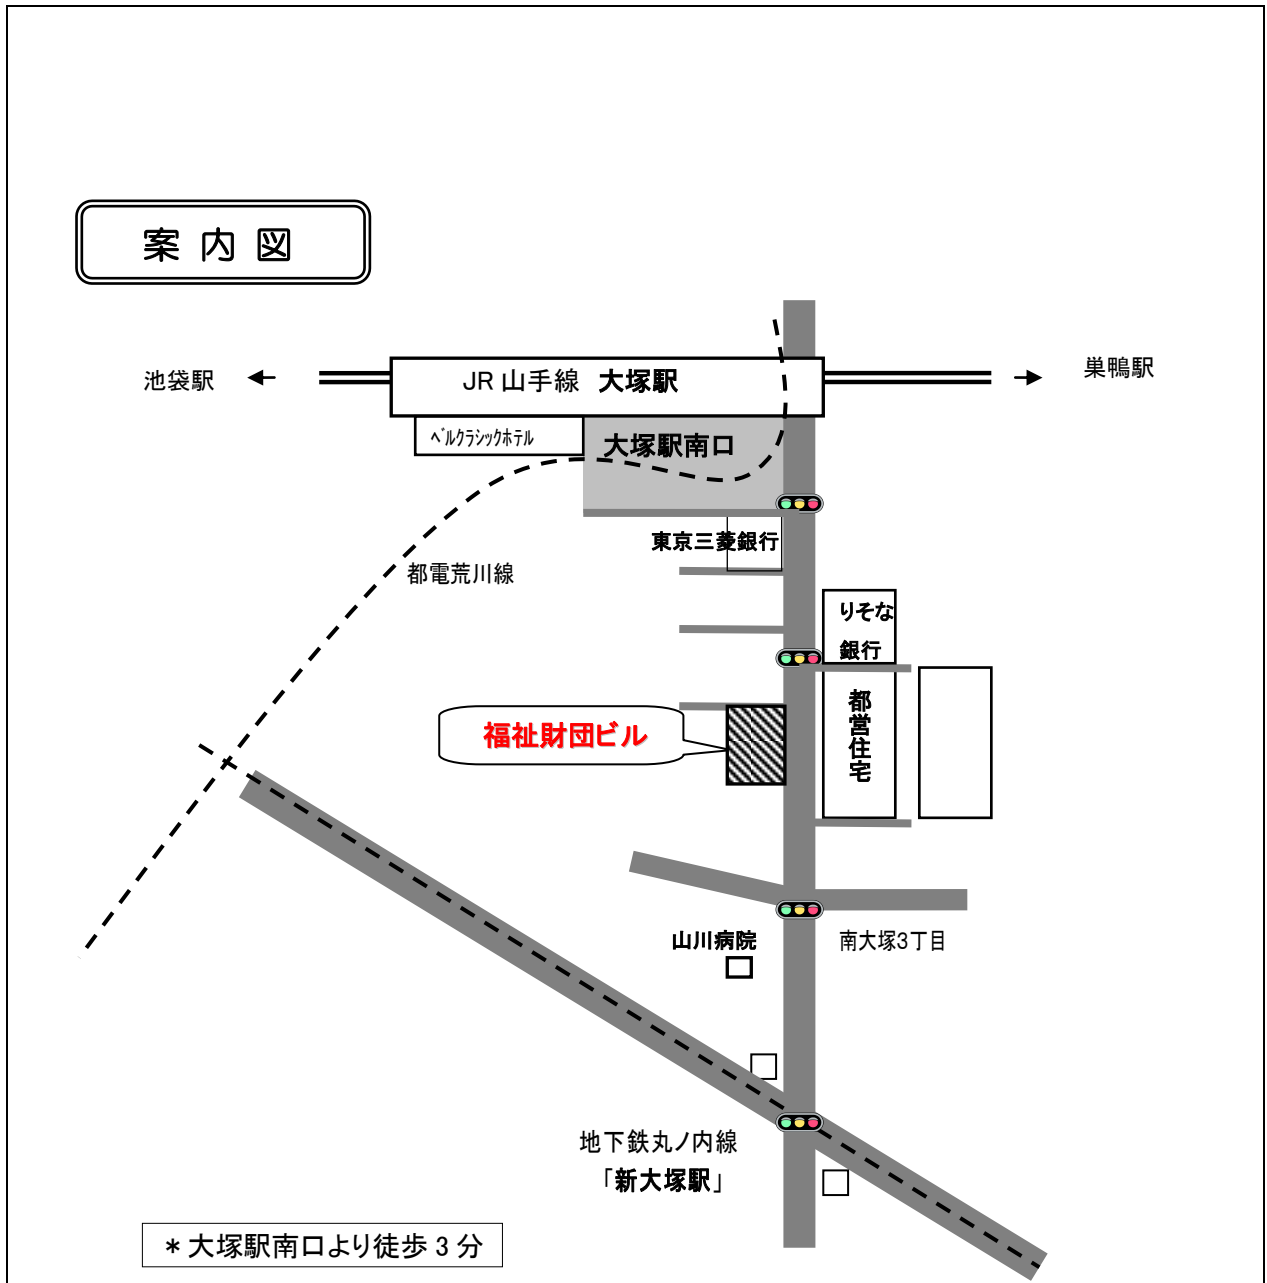 案内図
池袋駅
JR山手線 大塚駅
巣鴨駅
ﾍﾞﾙｸﾗｼｯｸﾎﾃﾙ
大塚駅南口
東京三菱銀行
都電荒川線
りそな
銀行
都営住宅
福祉財団ビル
山川病院
南大塚3丁目
地下鉄丸ノ内線
「新大塚駅」
*大塚駅南口より徒歩3分